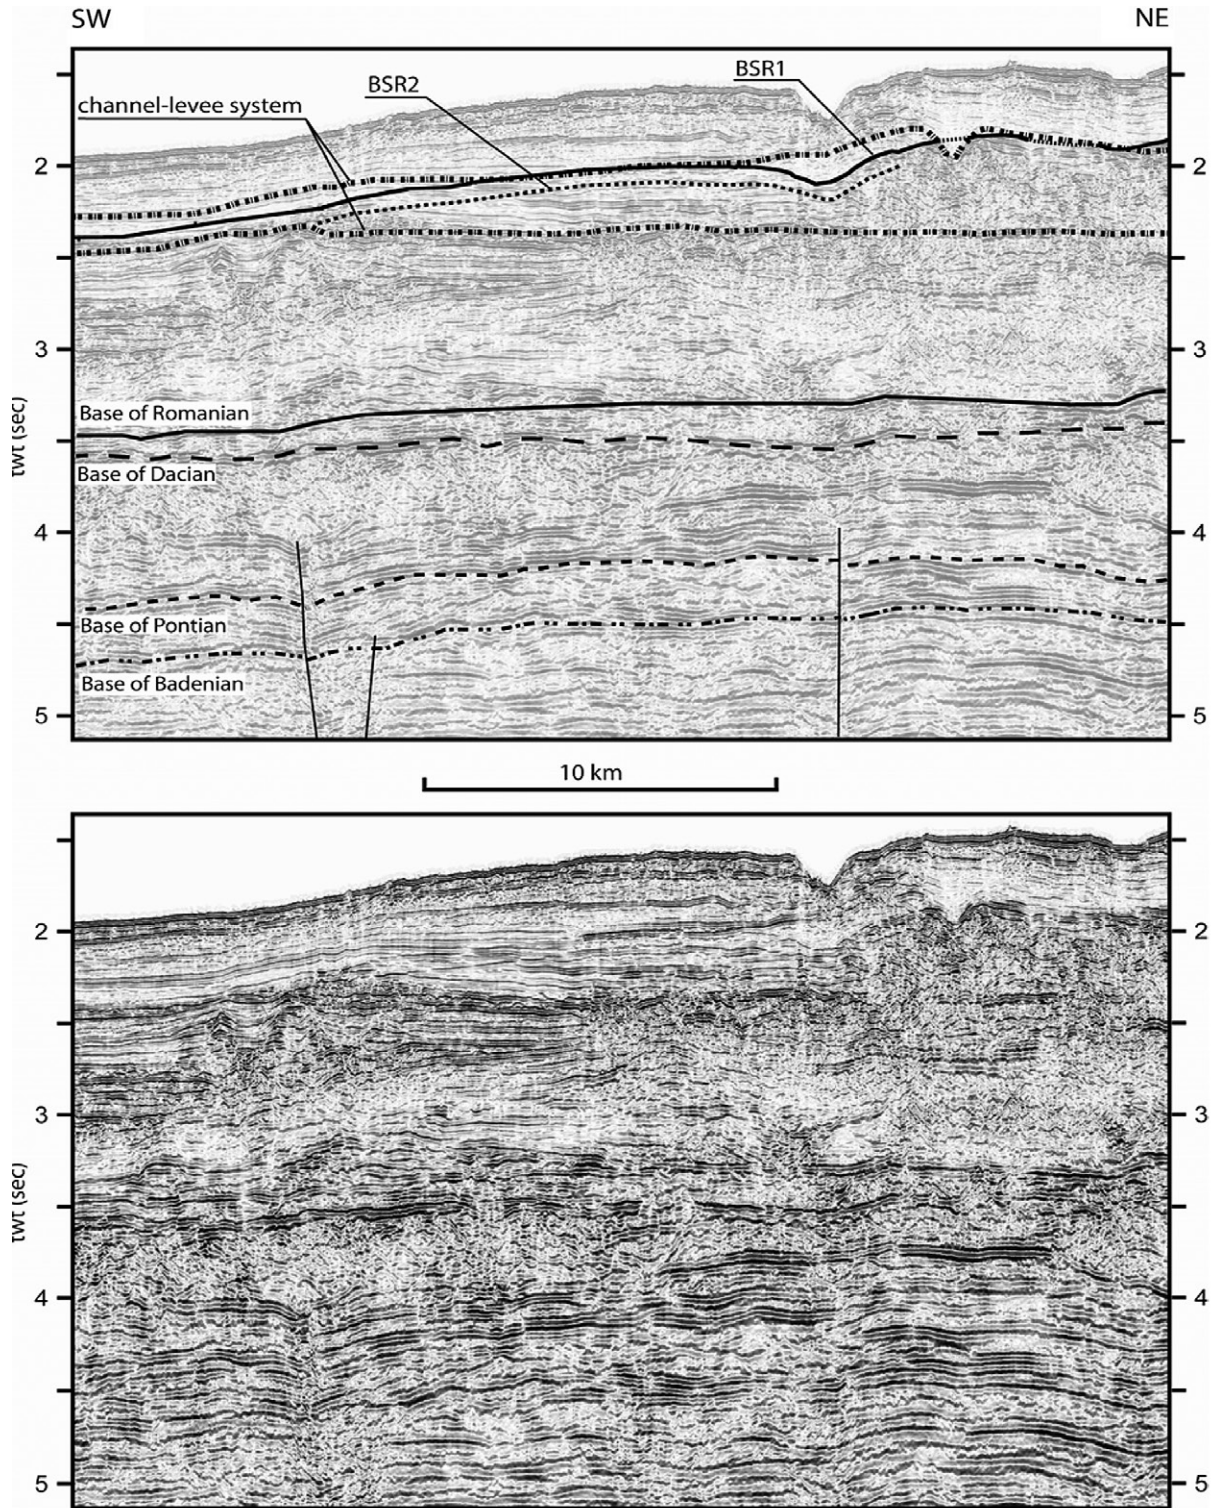 SW
NE
BSR1
BSR2
channel-levee system
2
2
3
3
Base of Romanian
twt (sec)
Base of Dacian
4
4
Base of Pontian
Base of Badenian
5
5
10 km
2
2
3
3
twt (sec)
4
4
5
5